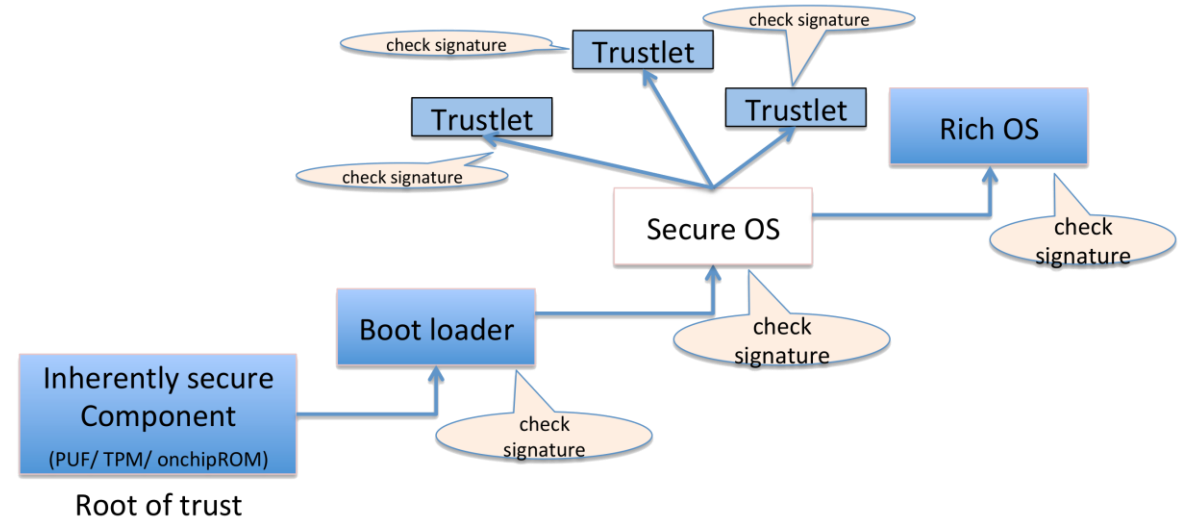 check signature
check signature
Trustlet
Trustlet
Trustlet
Rich OS
check signature
check
signature
Secure OS
check
signature
Boot loader
Inherently secure
Component
(PUF/ TPM/ onchipROM)
check
signature
Root of trust